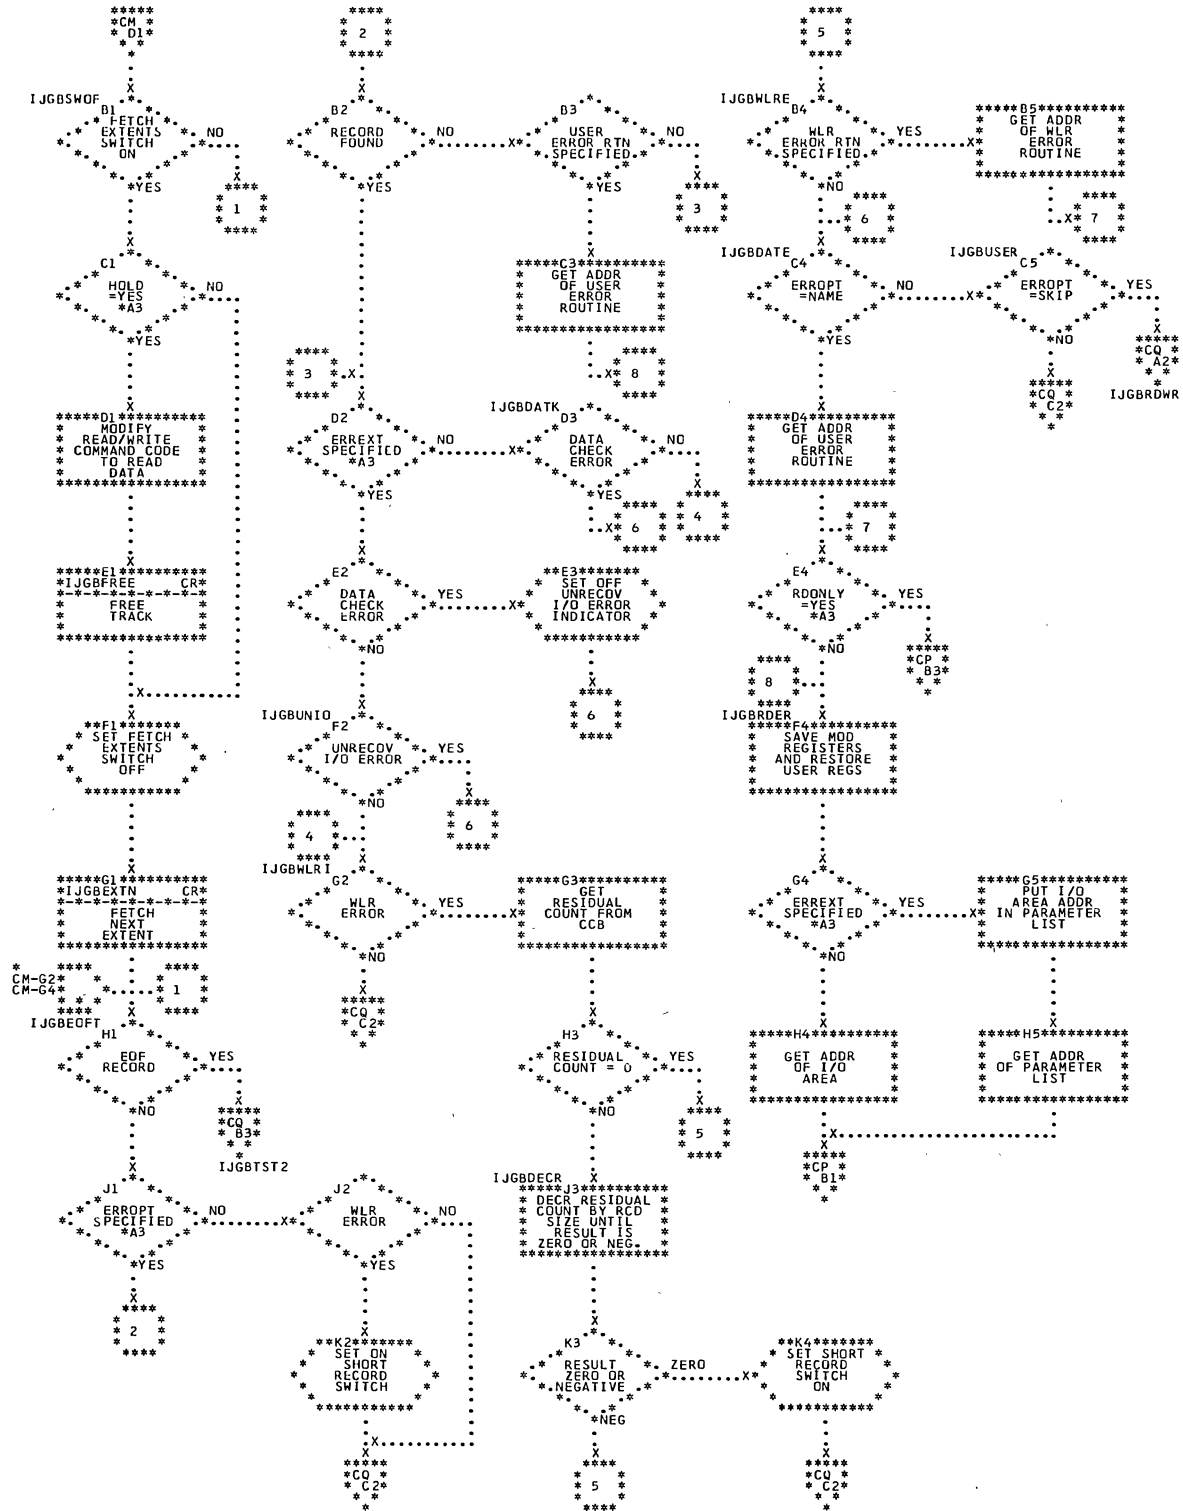 CM
D1
IJGBSWOF
B1
FETCH
EXTENTS
SWITCH
ON
NO
YES
1
C1
HOLD
=YES
*A3
NO
YES
D1
MODIFY
READ/WRITE
COMMAND CODE
TO READ
DATA
E1
IJGBFREE CR
FREE
TRACK
F1
SET FETCH
EXTENTS
SWITCH
OFF
G1
IJGBEXTN CR
FETCH
NEXT
EXTENT
CM-G2
CM-G4
1
IJGBEOFT
H1
EOF
RECORD
YES
NO
CQ
B3
IJGBTST2
J1
ERROPT
SPECIFIED
*A3
NO
YES
2
2
B2
RECORD
FOUND
NO
YES
3
D2
ERREXT
SPECIFIED
*A3
NO
YES
E2
DATA
CHECK
ERROR
YES
NO
IJGBUNIO
F2
UNRECOV
I/O ERROR
YES
NO
6
4
IJGBWLRI
G2
WLR
ERROR
YES
NO
CQ
C2
J2
WLR
ERROR
NO
YES
K2
SET ON
SHORT
RECORD
SWITCH
CQ
C2
B3
USER
ERROR RTN
SPECIFIED
NO
YES
3
C3
GET ADDR
OF USER
ERROR
ROUTINE
8
IJGBDATK
D3
DATA
CHECK
ERROR
NO
YES
6
4
E3
SET OFF
UNRECOV
I/O ERROR
INDICATOR
6
G3
GET
RESIDUAL
COUNT FROM
CCB
H3
RESIDUAL
COUNT = 0
YES
NO
5
IJGBDECR
J3
DECR RESIDUAL
COUNT BY RCD
SIZE UNTIL
RESULT IS
ZERO OR NEG.
K3
RESULT
ZERO OR
NEGATIVE
ZERO
NEG
5
5
IJGBWLRE
B4
WLR
ERROR RTN
SPECIFIED
YES
NO
6
IJGBDATE
C4
ERROPT
=NAME
NO
YES
D4
GET ADDR
OF USER
ERROR
ROUTINE
7
E4
RDONLY
=YES
*A3
YES
NO
CP
B3
8
IJGBRDER
F4
SAVE MOD
REGISTERS
AND RESTORE
USER REGS
G4
ERREXT
SPECIFIED
*A3
YES
NO
H4
GET ADDR
OF I/O
AREA
CP
B1
K4
SET SHORT
RECORD
SWITCH
ON
CQ
C2
B5
GET ADDR
OF WLR
ERROR
ROUTINE
7
IJGBUSER
C5
ERROPT
=SKIP
YES
NO
CQ
A2
IJGBRDWR
CQ
C2
G5
PUT I/O
AREA ADDR
IN PARAMETER
LIST
H5
GET ADDR
OF PARAMETER
LIST